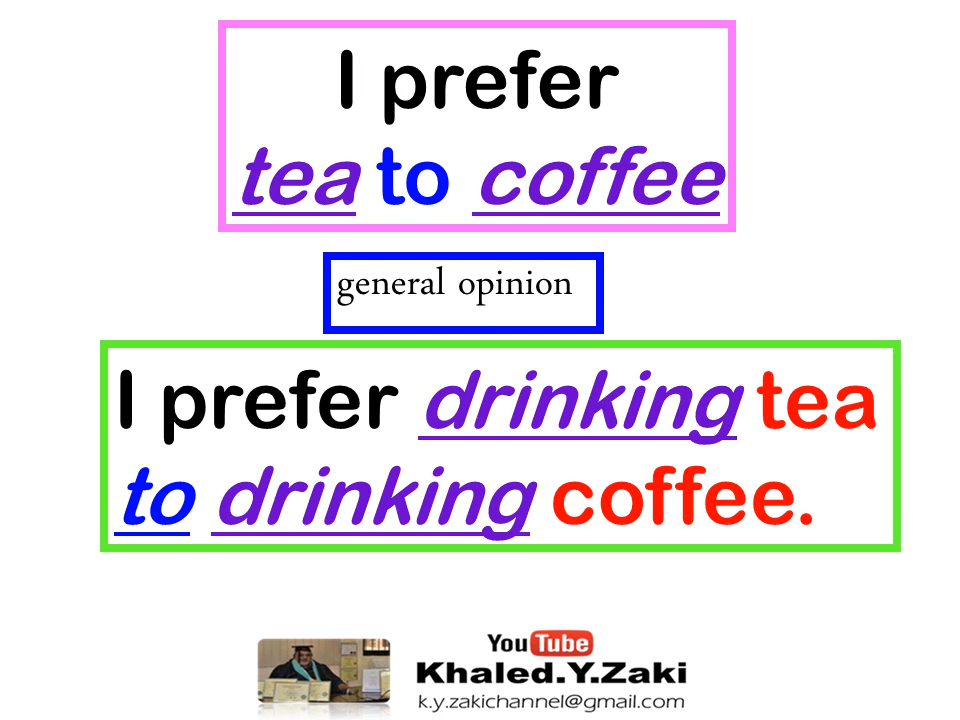 I prefer
tea to coffee
general opinion
I prefer drinking tea
to drinking coffee.
YouTube
Khaled.Y.Zaki
k.y.zakichannel@gmail.com